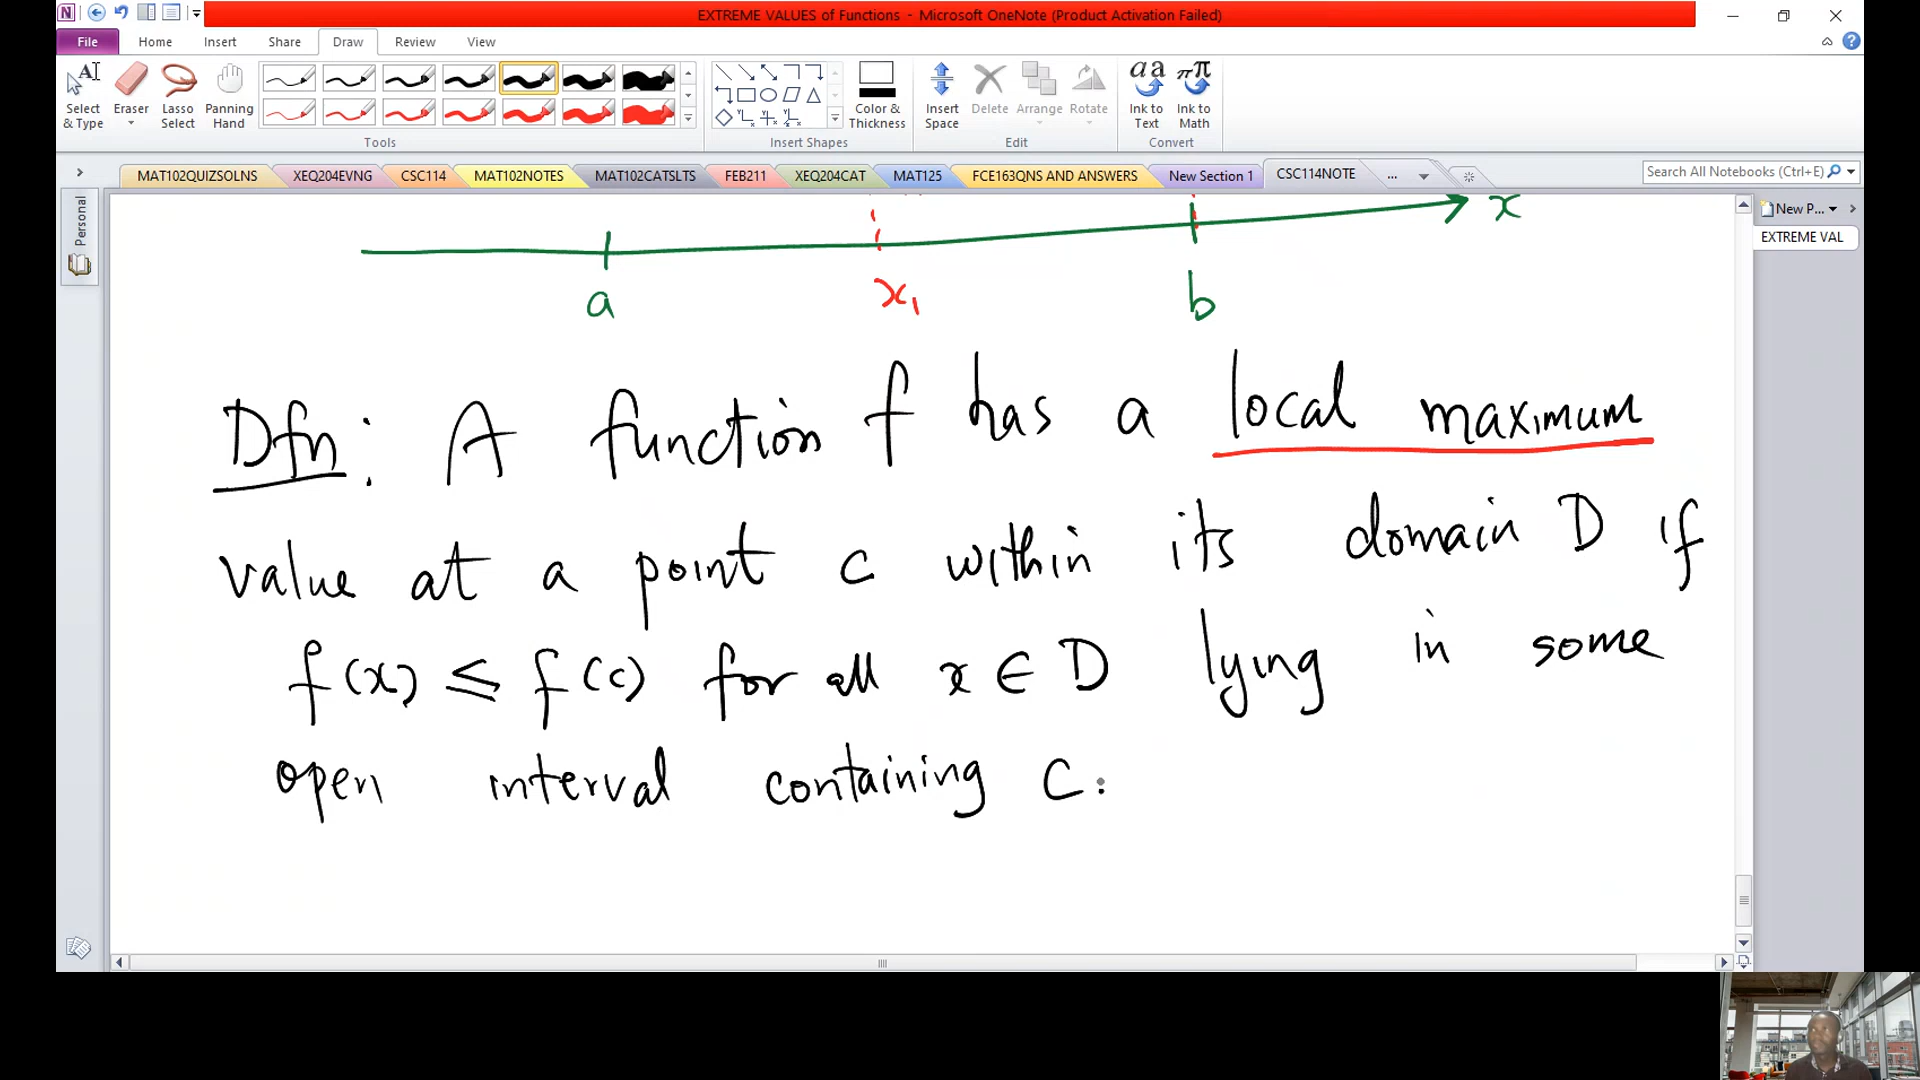 EXTREME VALUES of Functions - Microsoft OneNote (Product Activation Failed)
File Home Insert Share Draw Review View
Select & Type Eraser Lasso Select Panning Hand Color & Thickness Insert Space Delete Arrange Rotate Ink to Text Ink to Math
Tools Insert Shapes Edit Convert
MAT102QUIZSOLNS XEQ204EVNG CSC114 MAT102NOTES MAT102CATSLTS FEB211 XEQ204CAT MAT125 FCE163QNS AND ANSWERS New Section 1 CSC114NOTE ... Search All Notebooks (Ctrl+E)
Personal
New P...
EXTREME VAL
x
a x₁ b
Dfn: A function f has a local maximum
value at a point c within its domain D if
f(x) ≤ f(c) for all x ∈ D lying in some
open interval containing C.